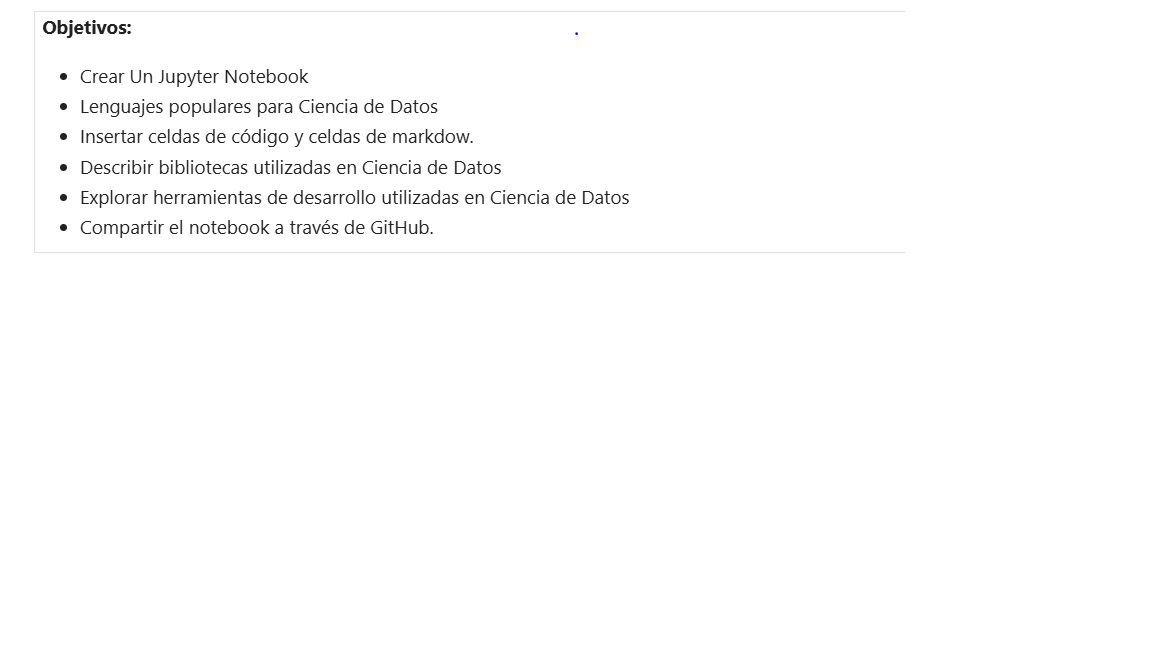 Objetivos:
Crear Un Jupyter Notebook
Lenguajes populares para Ciencia de Datos
Insertar celdas de código y celdas de markdow.
Describir bibliotecas utilizadas en Ciencia de Datos
Explorar herramientas de desarrollo utilizadas en Ciencia de Datos
Compartir el notebook a través de GitHub.